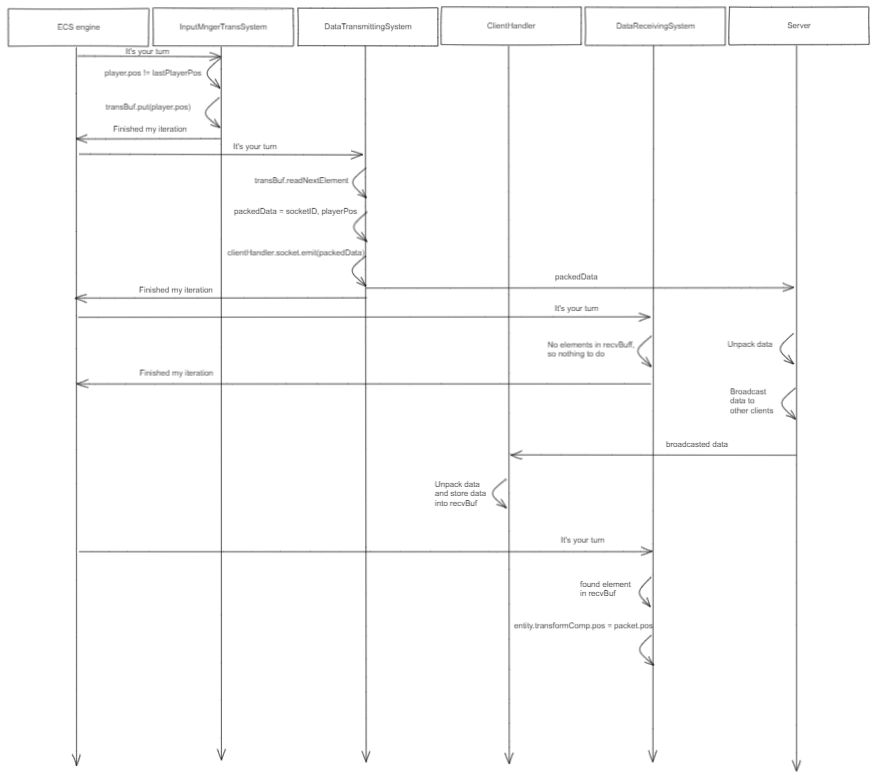 ECS engine
InputMngerTransSystem
DataTransmittingSystem
ClientHandler
DataReceivingSystem
Server
It's your turn
player.pos != lastPlayerPos
transBuf.put(player.pos)
Finished my iteration
It's your turn
transBuf.readNextElement
packedData = socketID, playerPos
clientHandler.socket.emit(packedData)
packedData
Finished my iteration
It's your turn
No elements in recvBuff,
so nothing to do
Unpack data
Finished my iteration
Broadcast
data to
other clients
broadcasted data
Unpack data
and store data
into recvBuf
It's your turn
found element
in recvBuf
entity.transformComp.pos = packet.pos